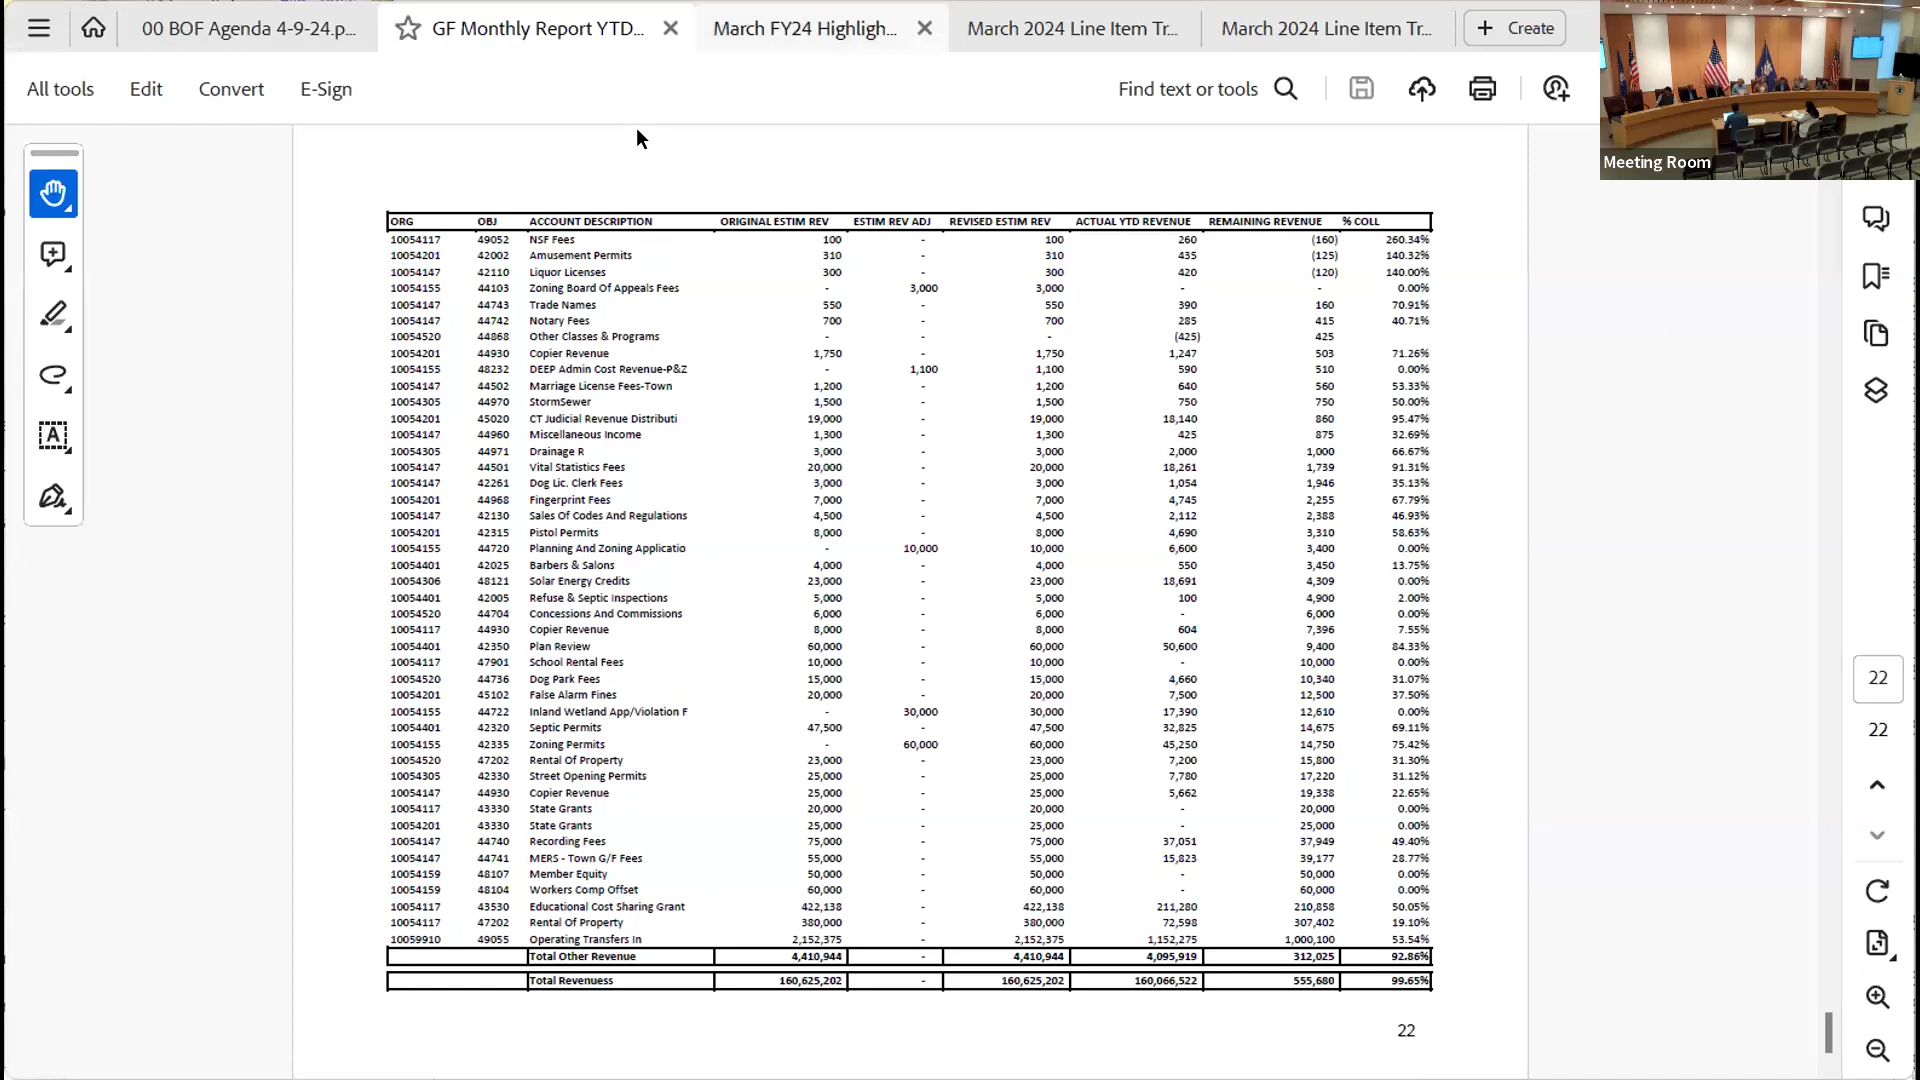 00 BOF Agenda 4-9-24.p...
GF Monthly Report YTD...
March FY24 Highligh...
March 2024 Line Item Tr...
March 2024 Line Item Tr...
Create
All tools
Edit
Convert
E-Sign
Find text or tools
Meeting Room
ORG OBJ ACCOUNT DESCRIPTION ORIGINAL ESTIM REV ESTIM REV ADJ REVISED ESTIM REV ACTUAL YTD REVENUE REMAINING REVENUE % COLL
10054117 49052 NSF Fees 100 - 100 260 (160) 260.34%
10054201 42002 Amusement Permits 310 - 310 435 (125) 140.32%
10054147 42110 Liquor Licenses 300 - 300 420 (120) 140.00%
10054155 44103 Zoning Board Of Appeals Fees - 3,000 3,000 - - 0.00%
10054147 44743 Trade Names 550 - 550 390 160 70.91%
10054147 44742 Notary Fees 700 - 700 285 415 40.71%
10054520 44868 Other Classes & Programs - - - (425) 425
10054201 44930 Copier Revenue 1,750 - 1,750 1,247 503 71.26%
10054155 48232 DEEP Admin Cost Revenue-P&Z - 1,100 1,100 590 510 0.00%
10054147 44502 Marriage License Fees-Town 1,200 - 1,200 640 560 53.33%
10054305 44970 StormSewer 1,500 - 1,500 750 750 50.00%
10054201 45020 CT Judicial Revenue Distributi 19,000 - 19,000 18,140 860 95.47%
10054147 44960 Miscellaneous Income 1,300 - 1,300 425 875 32.69%
10054305 44971 Drainage R 3,000 - 3,000 2,000 1,000 66.67%
10054147 44501 Vital Statistics Fees 20,000 - 20,000 18,261 1,739 91.31%
10054147 42261 Dog Lic. Clerk Fees 3,000 - 3,000 1,054 1,946 35.13%
10054201 44968 Fingerprint Fees 7,000 - 7,000 4,745 2,255 67.79%
10054147 42130 Sales Of Codes And Regulations 4,500 - 4,500 2,112 2,388 46.93%
10054201 42315 Pistol Permits 8,000 - 8,000 4,690 3,310 58.63%
10054155 44720 Planning And Zoning Applicatio - 10,000 10,000 6,600 3,400 0.00%
10054401 42025 Barbers & Salons 4,000 - 4,000 550 3,450 13.75%
10054306 48121 Solar Energy Credits 23,000 - 23,000 18,691 4,309 0.00%
10054401 42005 Refuse & Septic Inspections 5,000 - 5,000 100 4,900 2.00%
10054520 44704 Concessions And Commissions 6,000 - 6,000 - 6,000 0.00%
10054117 44930 Copier Revenue 8,000 - 8,000 604 7,396 7.55%
10054401 42350 Plan Review 60,000 - 60,000 50,600 9,400 84.33%
10054117 47901 School Rental Fees 10,000 - 10,000 - 10,000 0.00%
10054520 44736 Dog Park Fees 15,000 - 15,000 4,660 10,340 31.07%
10054201 45102 False Alarm Fines 20,000 - 20,000 7,500 12,500 37.50%
10054155 44722 Inland Wetland App/Violation F - 30,000 30,000 17,390 12,610 0.00%
10054401 42320 Septic Permits 47,500 - 47,500 32,825 14,675 69.11%
10054155 42335 Zoning Permits - 60,000 60,000 45,250 14,750 75.42%
10054520 47202 Rental Of Property 23,000 - 23,000 7,200 15,800 31.30%
10054305 42330 Street Opening Permits 25,000 - 25,000 7,780 17,220 31.12%
10054147 44930 Copier Revenue 25,000 - 25,000 5,662 19,338 22.65%
10054117 43330 State Grants 20,000 - 20,000 - 20,000 0.00%
10054201 43330 State Grants 25,000 - 25,000 - 25,000 0.00%
10054147 44740 Recording Fees 75,000 - 75,000 37,051 37,949 49.40%
10054147 44741 MERS - Town G/F Fees 55,000 - 55,000 15,823 39,177 28.77%
10054159 48107 Member Equity 50,000 - 50,000 - 50,000 0.00%
10054159 48104 Workers Comp Offset 60,000 - 60,000 - 60,000 0.00%
10054117 43530 Educational Cost Sharing Grant 422,138 - 422,138 211,280 210,858 50.05%
10054117 47202 Rental Of Property 380,000 - 380,000 72,598 307,402 19.10%
10059910 49055 Operating Transfers In 2,152,375 - 2,152,375 1,152,275 1,000,100 53.54%
Total Other Revenue 4,410,944 - 4,410,944 4,095,919 312,025 92.86%
Total Revenuess 160,625,202 - 160,625,202 160,066,522 555,680 99.65%
22
22
22